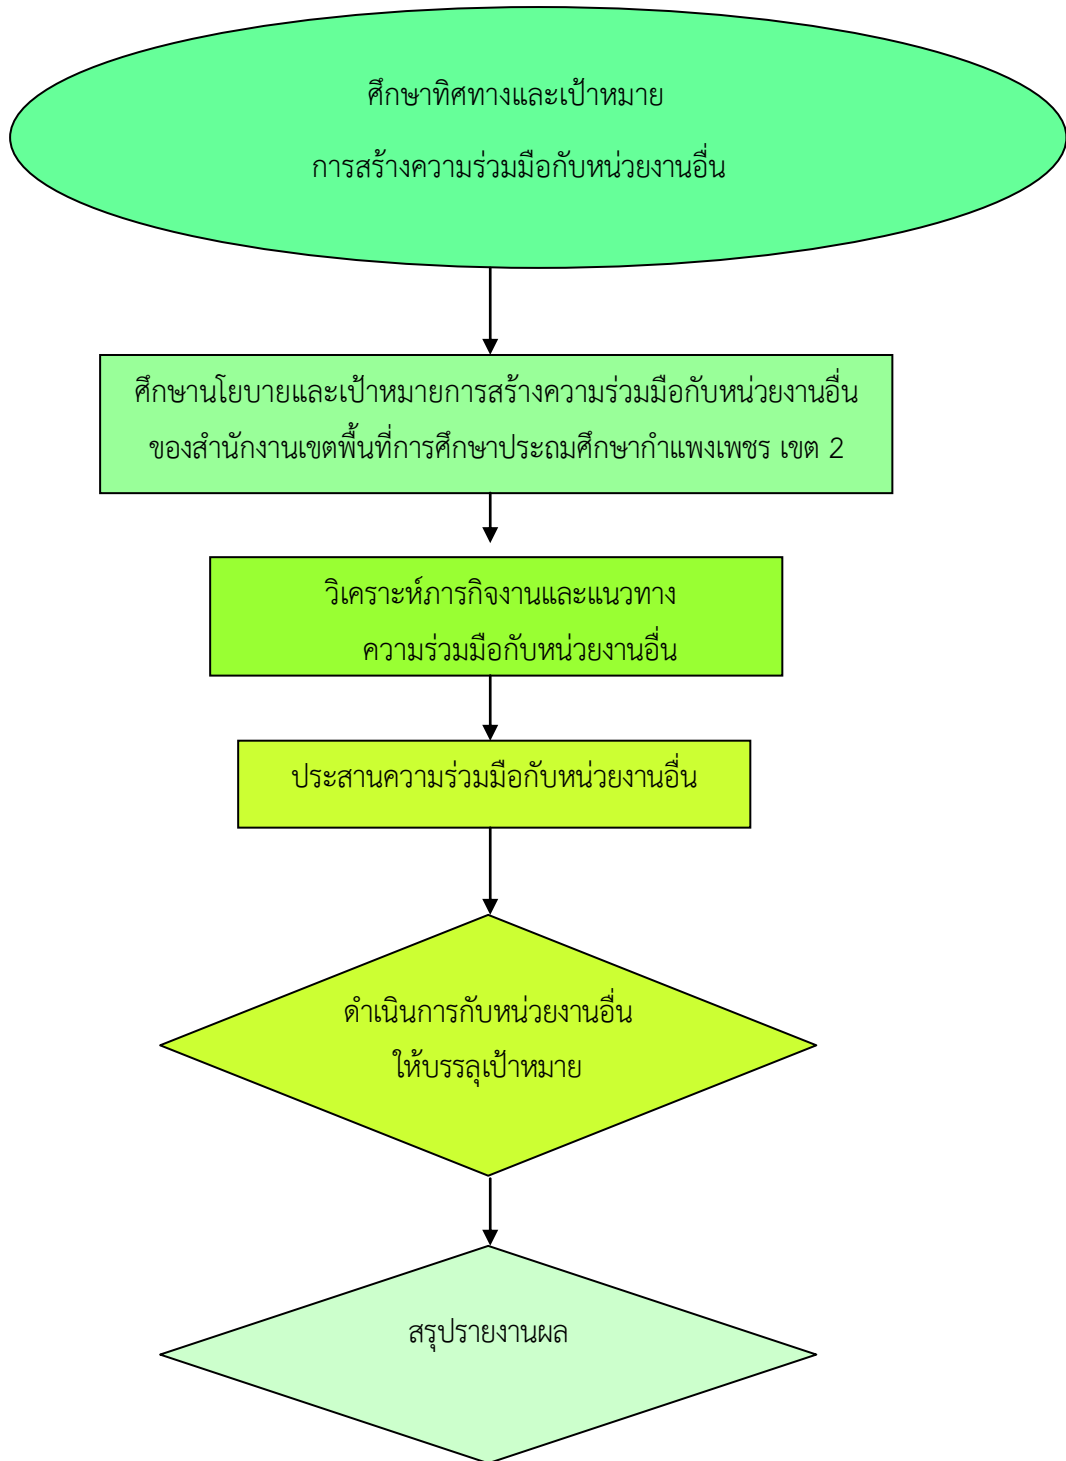 ศึกษาทิศทางและเป้าหมาย
การสร้างความร่วมมือกับหน่วยงานอื่น
ศึกษานโยบายและเป้าหมายการสร้างความร่วมมือกับหน่วยงานอื่น
ของสำนักงานเขตพื้นที่การศึกษาประถมศึกษากำแพงเพชร เขต 2
วิเคราะห์ภารกิจงานและแนวทาง
ความร่วมมือกับหน่วยงานอื่น
ประสานความร่วมมือกับหน่วยงานอื่น
ดำเนินการกับหน่วยงานอื่น
ให้บรรลุเป้าหมาย
สรุปรายงานผล